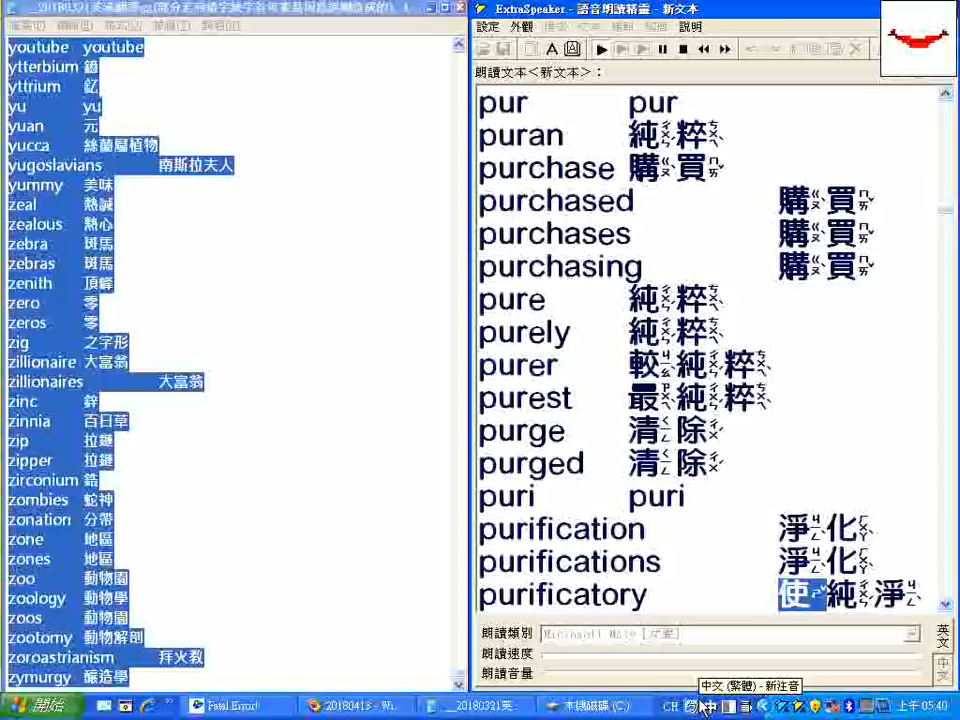 youtube youtube
ytterbium 鐿
yttrium 釔
yu yu
yuan 元
yucca 絲蘭屬植物
yugoslavians 南斯拉夫人
yummy 美味
zeal 熱誠
zealous 熱心
zebra 斑馬
zebras 斑馬
zenith 頂峰
zero 零
zeros 零
zig 之字形
zillionaire 大富翁
zillionaires 大富翁
zinc 鋅
zinnia 百日草
zip 拉鏈
zipper 拉鏈
zirconium 鋯
zombies 蛇神
zonation 分帶
zone 地區
zones 地區
zoo 動物園
zoology 動物學
zoos 動物園
zootomy 動物解剖
zoroastrianism 拜火教
zymurgy 釀造學
ExtraSpeaker - 語音朗讀精靈 - 新文本
設定 外觀 說明
朗讀文本<新文本>:
pur pur
puran 純粹
purchase 購買
purchased 購買
purchases 購買
purchasing 購買
pure 純粹
purely 純粹
purer 較純粹
purest 最純粹
purge 清除
purged 清除
puri puri
purification 淨化
purifications 淨化
purificatory 使純淨
朗讀類別
朗讀速度
朗讀音量
英文
中文
中文 (繁體) - 新注音
開始
Fatal Error!
20180413 - Wi...
__20180321英...
本機磁碟 (C:)
CH
上午 05:40